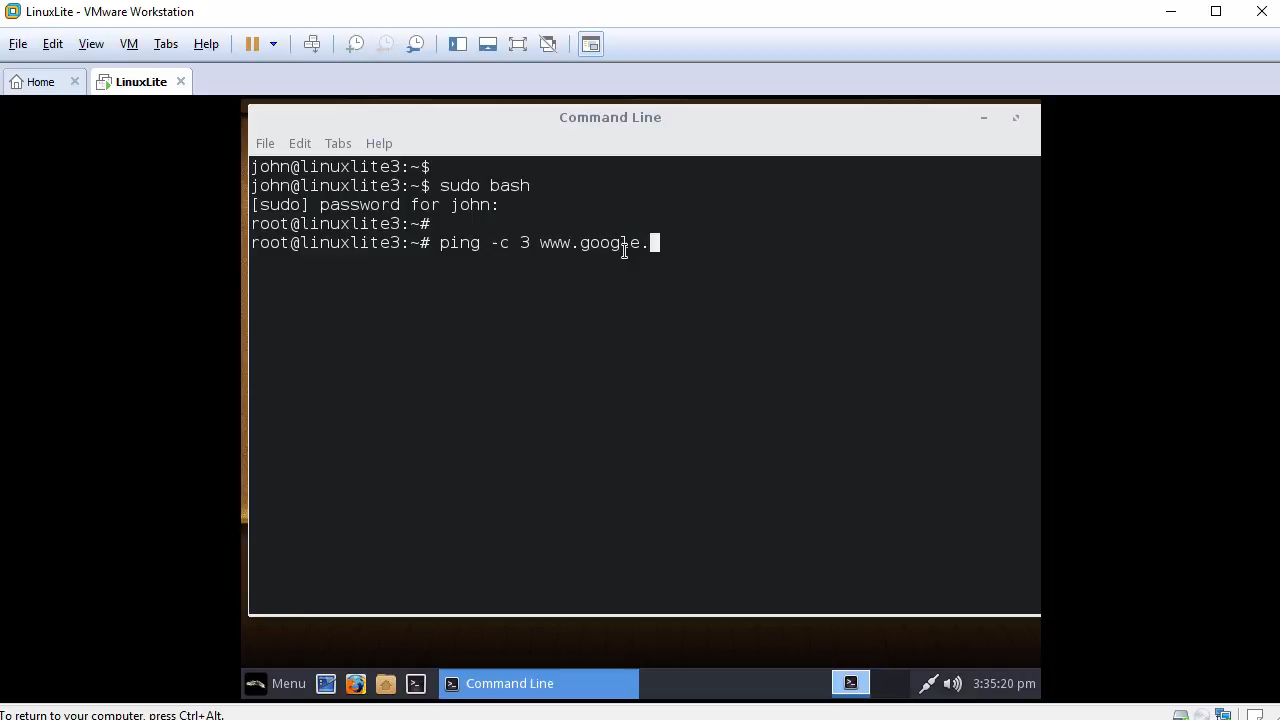 LinuxLite - VMware Workstation
File Edit View VM Tabs Help
Home LinuxLite
Command Line
File Edit Tabs Help
john@linuxlite3:~$
john@linuxlite3:~$ sudo bash
[sudo] password for john:
root@linuxlite3:~#
root@linuxlite3:~# ping -c 3 www.google.
Menu Command Line 3:35:20 pm
To return to your computer, press Ctrl+Alt.